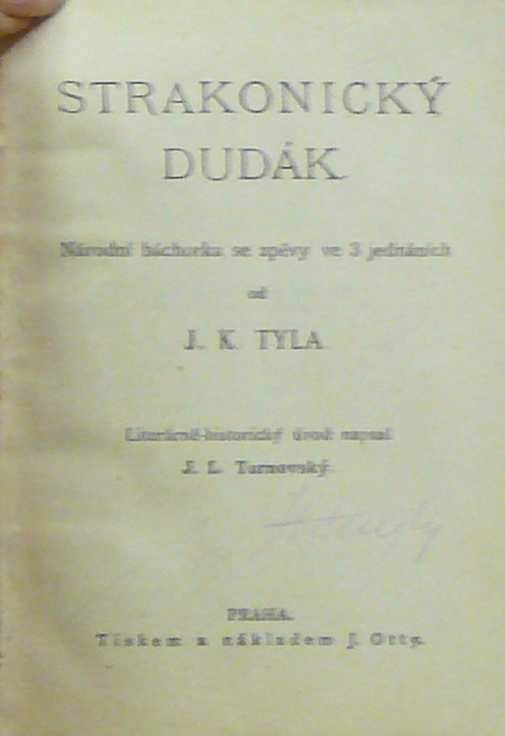 STRAKONICKÝ
DUDÁK.
Národní báchorka se zpěvy ve 3 jednáních
od
J. K. TYLA
Literárně-historický úvod napsal
J. L. Turnovský.
PRAHA.
Tiskem a nákladem J. Otty.